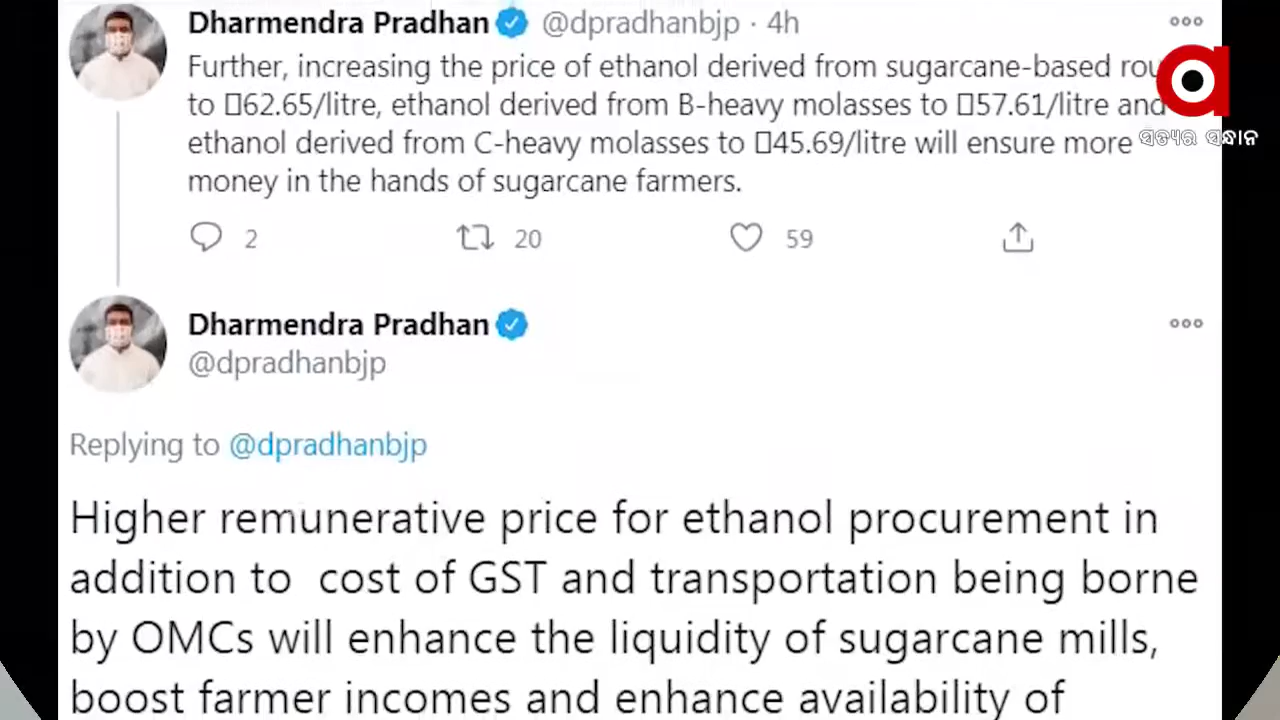 Dharmendra Pradhan @dpradhanbjp · 4h
Further, increasing the price of ethanol derived from sugarcane-based
to 62.65/litre, ethanol derived from B-heavy molasses to 57.61/litre and
ethanol derived from C-heavy molasses to 45.69/litre will ensure more
money in the hands of sugarcane farmers.
2 20 59
Dharmendra Pradhan
@dpradhanbjp
Replying to @dpradhanbjp
Higher remunerative price for ethanol procurement in
addition to cost of GST and transportation being borne
by OMCs will enhance the liquidity of sugarcane mills,
boost farmer incomes and enhance availability of
a
ସତ୍ୟର ସନ୍ଧାନ